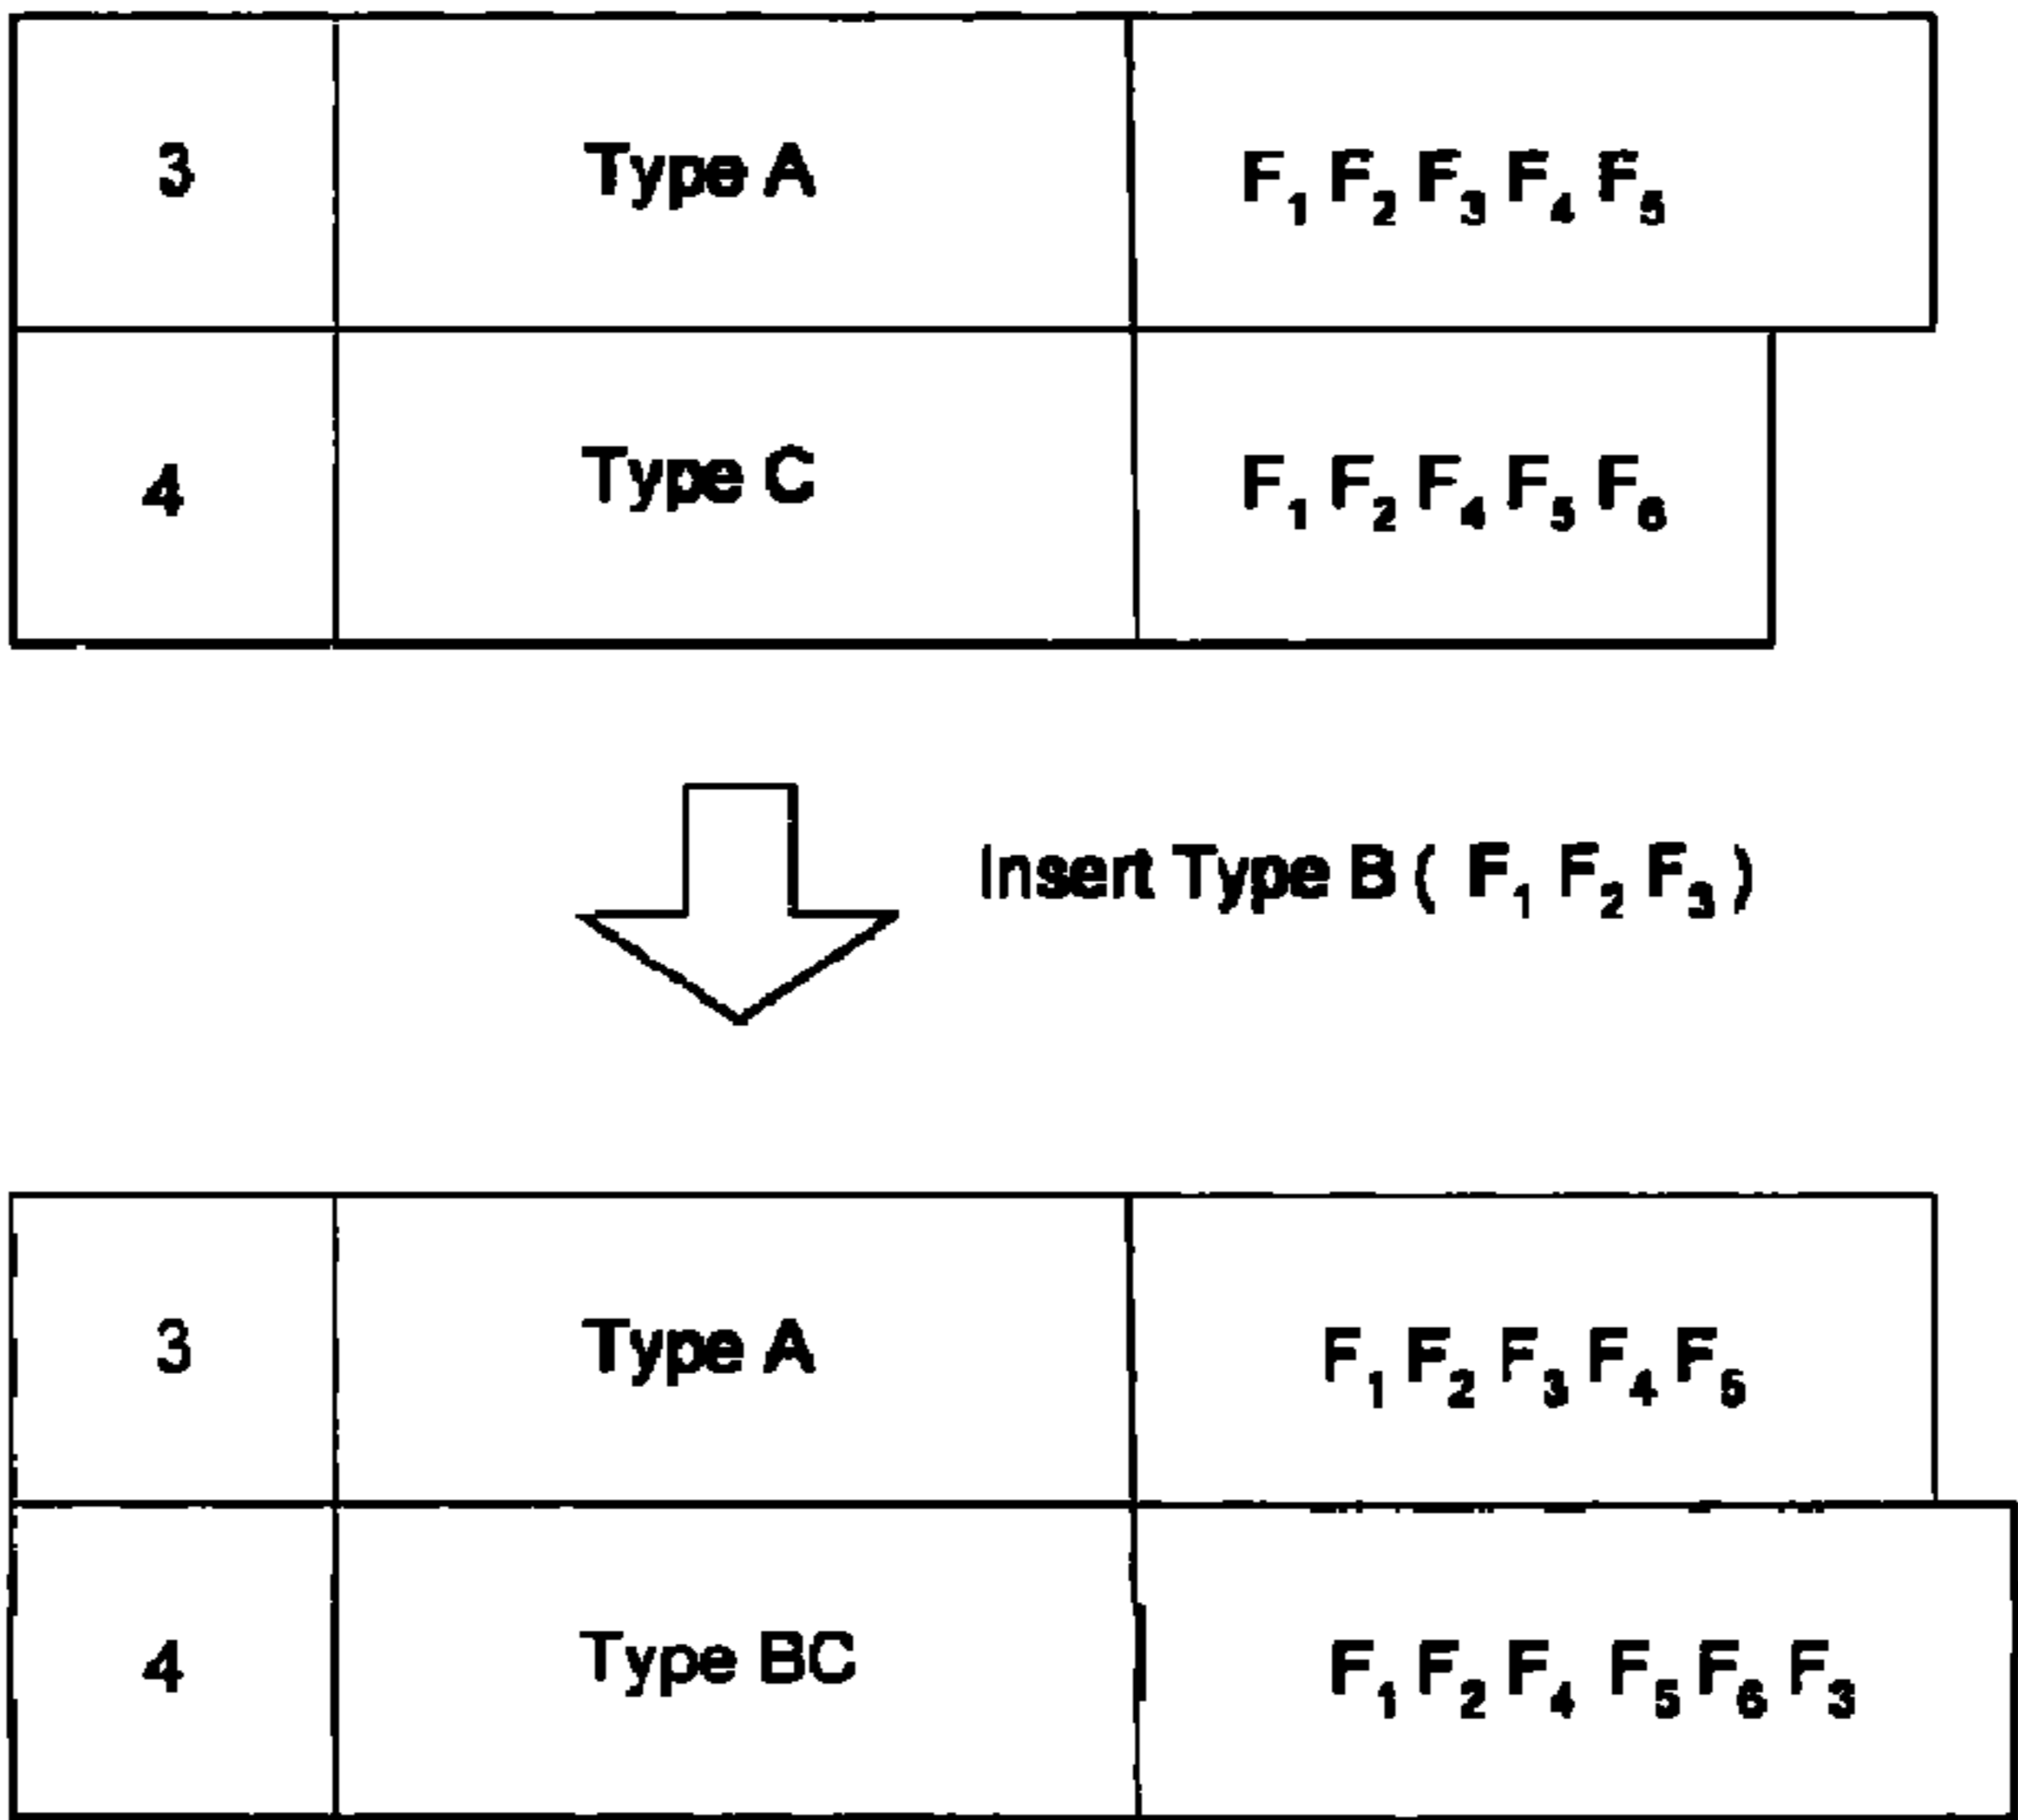 3 Type A F₁ F₂ F₃ F₄ F₅
4 Type C F₁ F₂ F₄ F₅ F₆
Insert Type B ( F₁ F₂ F₃ )
3 Type A F₁ F₂ F₃ F₄ F₅
4 Type BC F₁ F₂ F₄ F₅ F₆ F₃